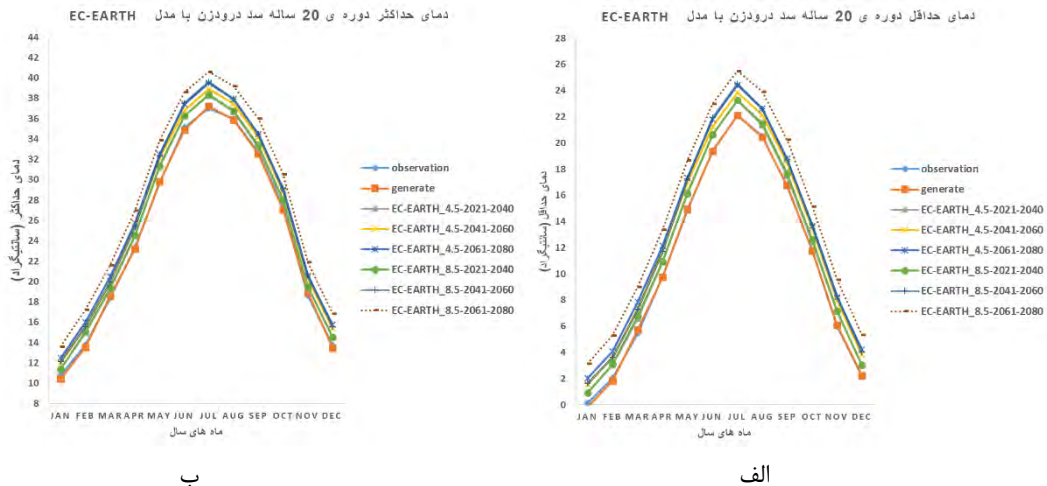 دمای حداکثر دوره ی 20 ساله سد درودزن با مدل EC-EARTH
44
42
40
38
36
34
32
30
28
26
24
22
20
18
16
14
12
10
8
دمای حداکثر (سانتیگراد)
JAN FEB MAR APR MAY JUN JUL AUG SEP OCT NOV DEC
ماه های سال
observation
generate
EC-EARTH_4.5-2021-2040
EC-EARTH_4.5-2041-2060
EC-EARTH_4.5-2061-2080
EC-EARTH_8.5-2021-2040
EC-EARTH_8.5-2041-2060
EC-EARTH_8.5-2061-2080
ب
دمای حداقل دوره ی 20 ساله سد درودزن با مدل EC-EARTH
28
26
24
22
20
18
16
14
12
10
8
6
4
2
0
دمای حداقل (سانتیگراد)
JAN FEB MAR APR MAY JUN JUL AUG SEP OCT NOV DEC
ماه های سال
observation
generate
EC-EARTH_4.5-2021-2040
EC-EARTH_4.5-2041-2060
EC-EARTH_4.5-2061-2080
EC-EARTH_8.5-2021-2040
EC-EARTH_8.5-2041-2060
EC-EARTH_8.5-2061-2080
الف